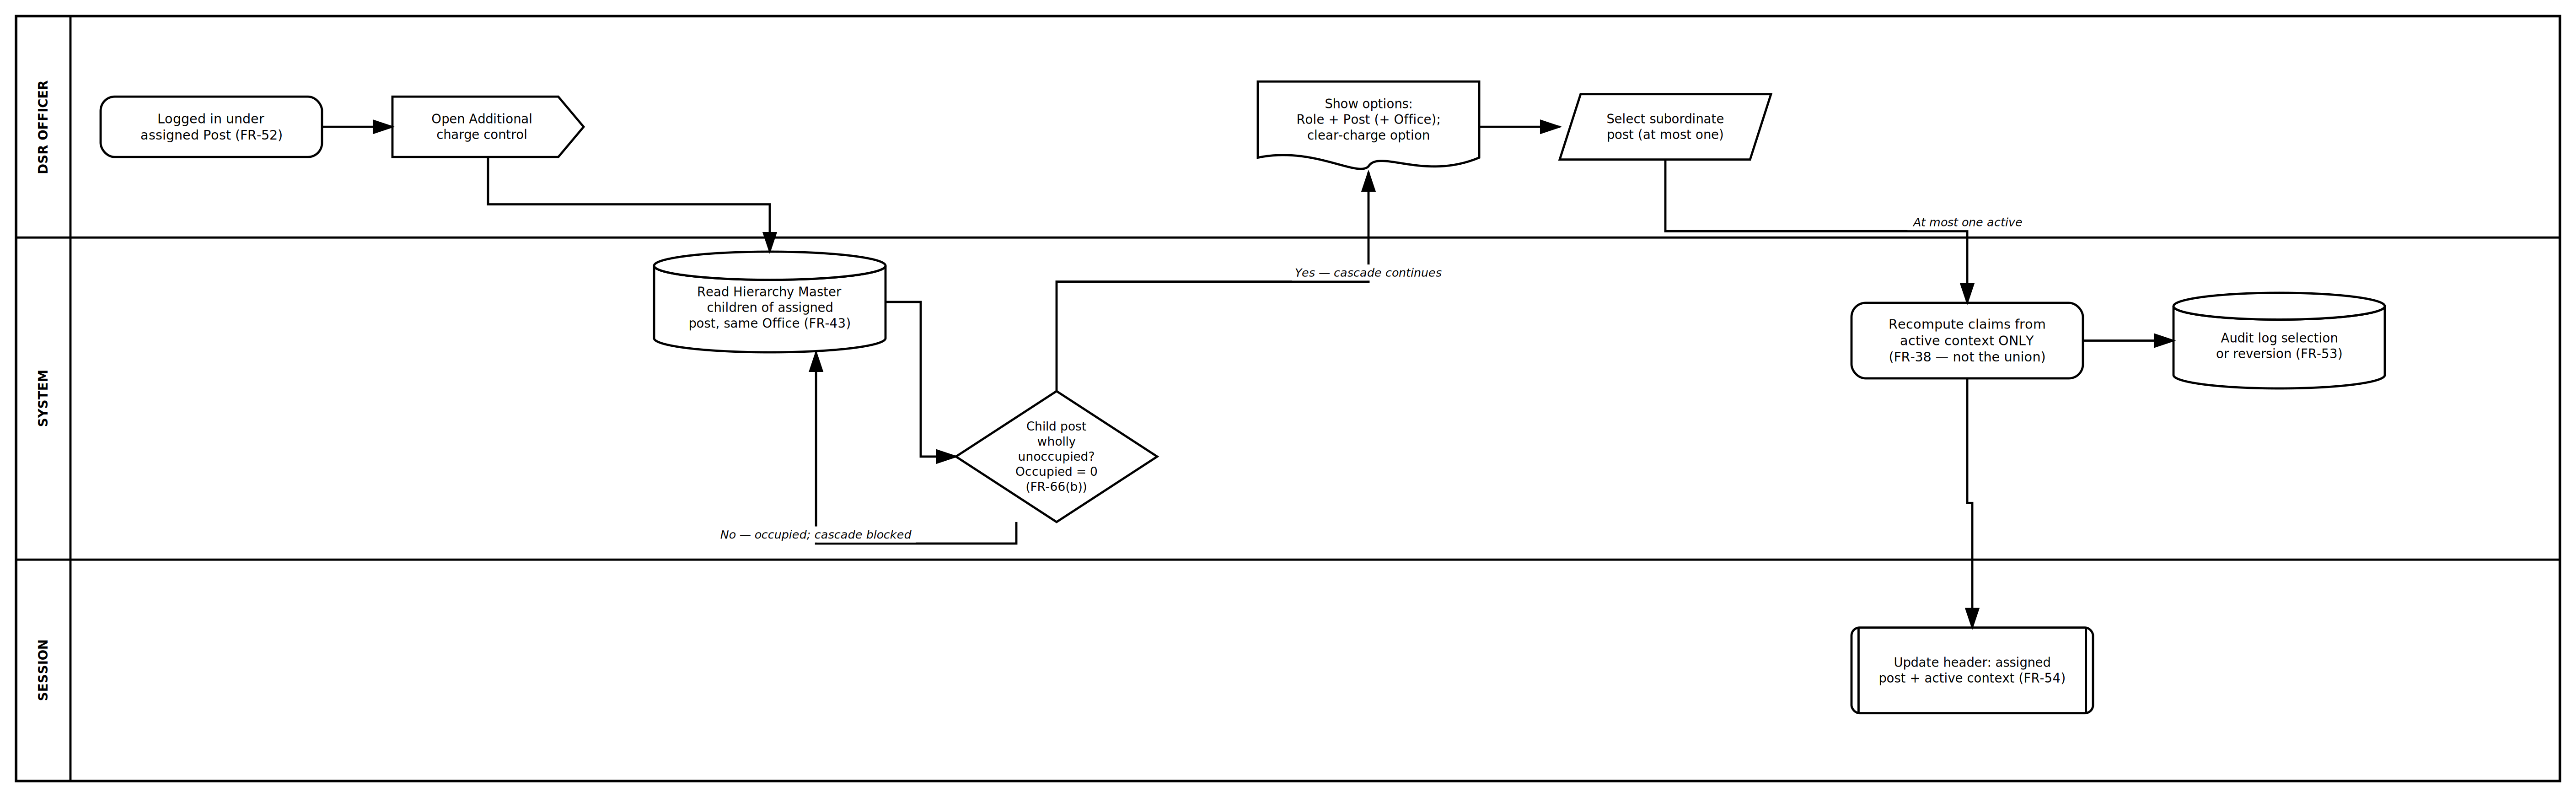 DSR OFFICER
Logged in under
assigned Post (FR-52)
Open Additional
charge control
Show options:
Role + Post (+ Office);
clear-charge option
Select subordinate
post (at most one)
At most one active
SYSTEM
Read Hierarchy Master
children of assigned
post, same Office (FR-43)
Yes — cascade continues
Child post
wholly
unoccupied?
Occupied = 0
(FR-66(b))
No — occupied; cascade blocked
Recompute claims from
active context ONLY
(FR-38 — not the union)
Audit log selection
or reversion (FR-53)
SESSION
Update header: assigned
post + active context (FR-54)